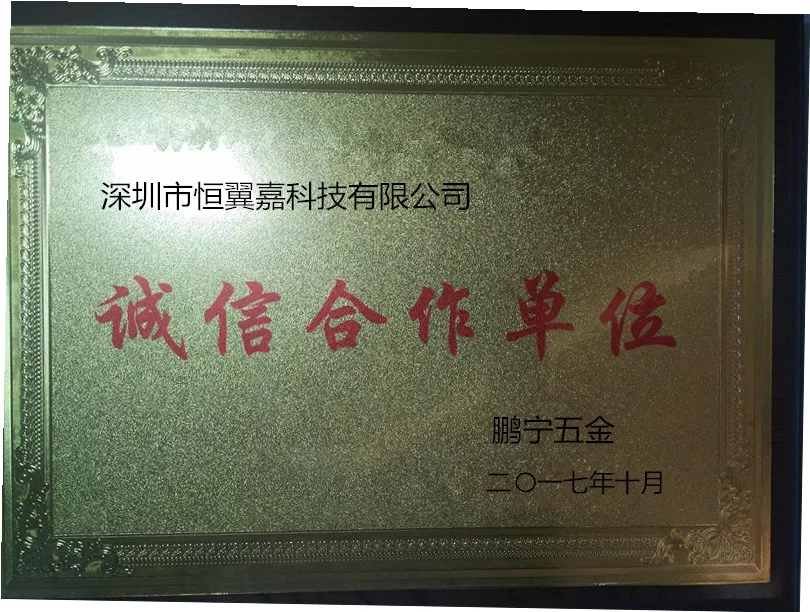 深圳市恒翼嘉科技有限公司
诚信合作单位
鹏宁五金
二〇一七年十月